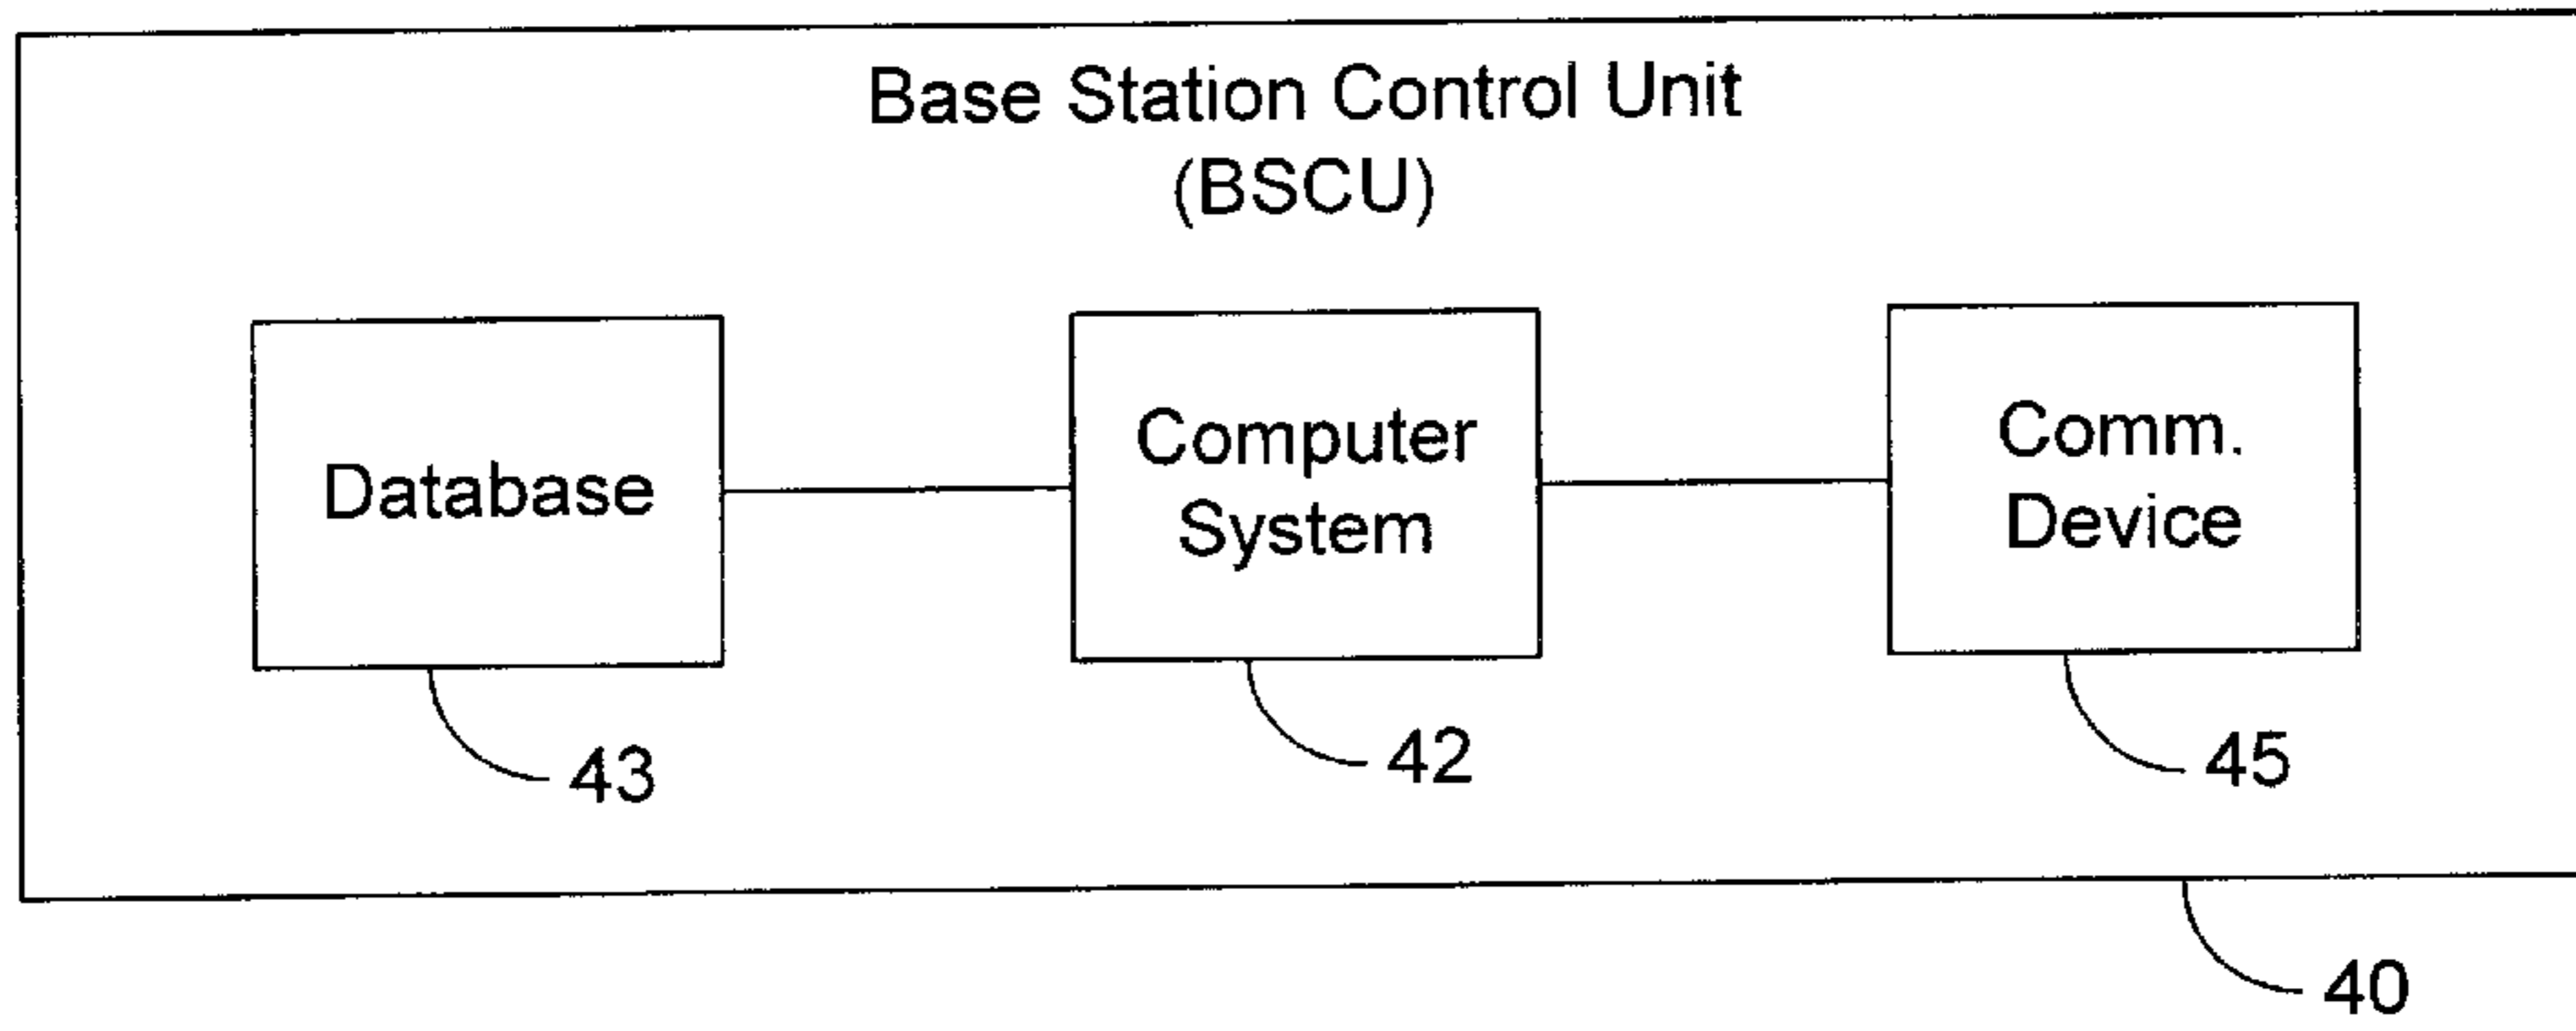 Base Station Control Unit
(BSCU)
Database
Computer
System
Comm.
Device
43
42
45
40